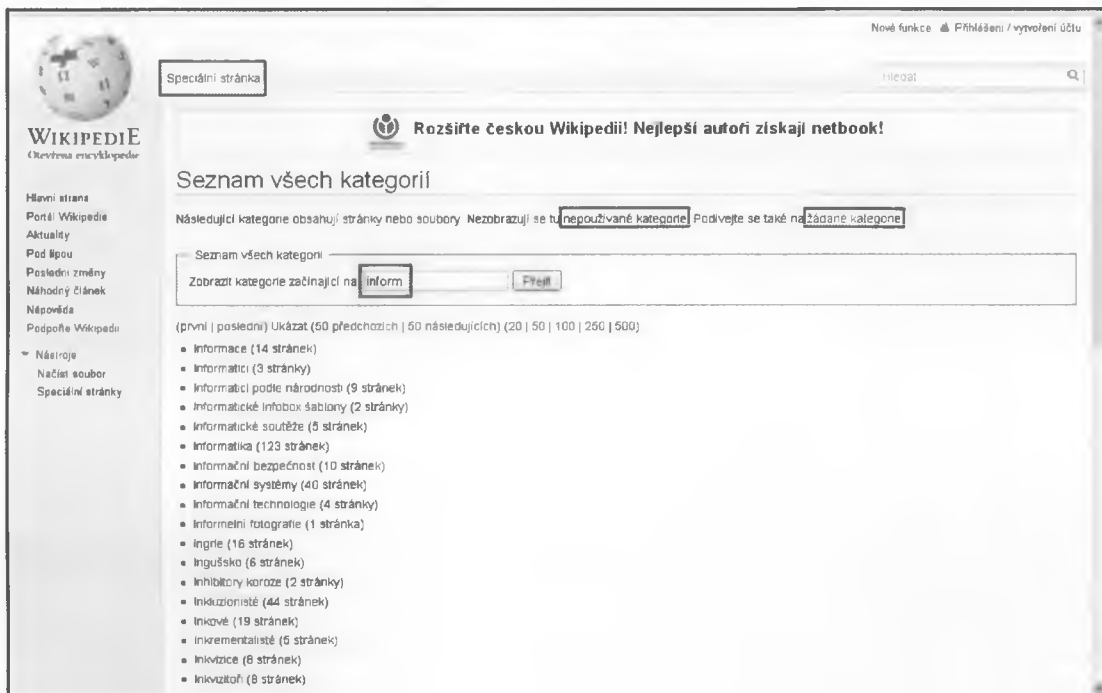 Nové funkce Přihlášení / vytvoření účtu
Speciální stránka
Hledat
WIKIPEDIE
Otevřená encyklopedie
Rozšiřte českou Wikipedii! Nejlepší autoři získají netbook!
Seznam všech kategorií
Hlavní strana
Portál Wikipedie
Aktuality
Pod lípou
Poslední změny
Náhodný článek
Nápověda
Podpořte Wikipedii
Nástroje
Načíst soubor
Speciální stránky
Následující kategorie obsahují stránky nebo soubory. Nezobrazují se tu nepoužívané kategorie. Podívejte se také na žádané kategorie.
Seznam všech kategorií
Zobrazit kategorie začínající na inform Přejít
(první | poslední) Ukázat (50 předchozích | 50 následujících) (20 | 50 | 100 | 250 | 500)
Informace (14 stránek)
Informatici (3 stránky)
Informatici podle národnosti (9 stránek)
Informatické Infobox šablony (2 stránky)
Informatické soutěže (5 stránek)
Informatika (123 stránek)
Informační bezpečnost (10 stránek)
Informační systémy (40 stránek)
Informační technologie (4 stránky)
Informelní fotografie (1 stránka)
Ingrie (16 stránek)
Ingušsko (6 stránek)
Inhibitory koroze (2 stránky)
Inkluzionisté (44 stránek)
Inkové (19 stránek)
Inkrementalisté (5 stránek)
Inkvizice (8 stránek)
Inkvizitoři (8 stránek)